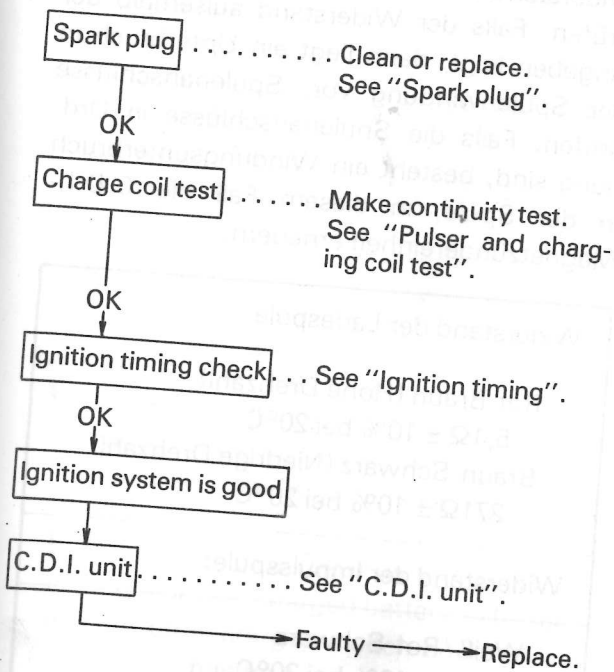 Spark plug . . . . . . . . . . . Clean or replace.
See "Spark plug".
OK
Charge coil test . . . . . . . . Make continuity test.
See "Pulser and charg-
ing coil test".
OK
Ignition timing check . . . See "Ignition timing".
OK
Ignition system is good
C.D.I. unit . . . . . . . . . . . . See "C.D.I. unit".
Faulty Replace.